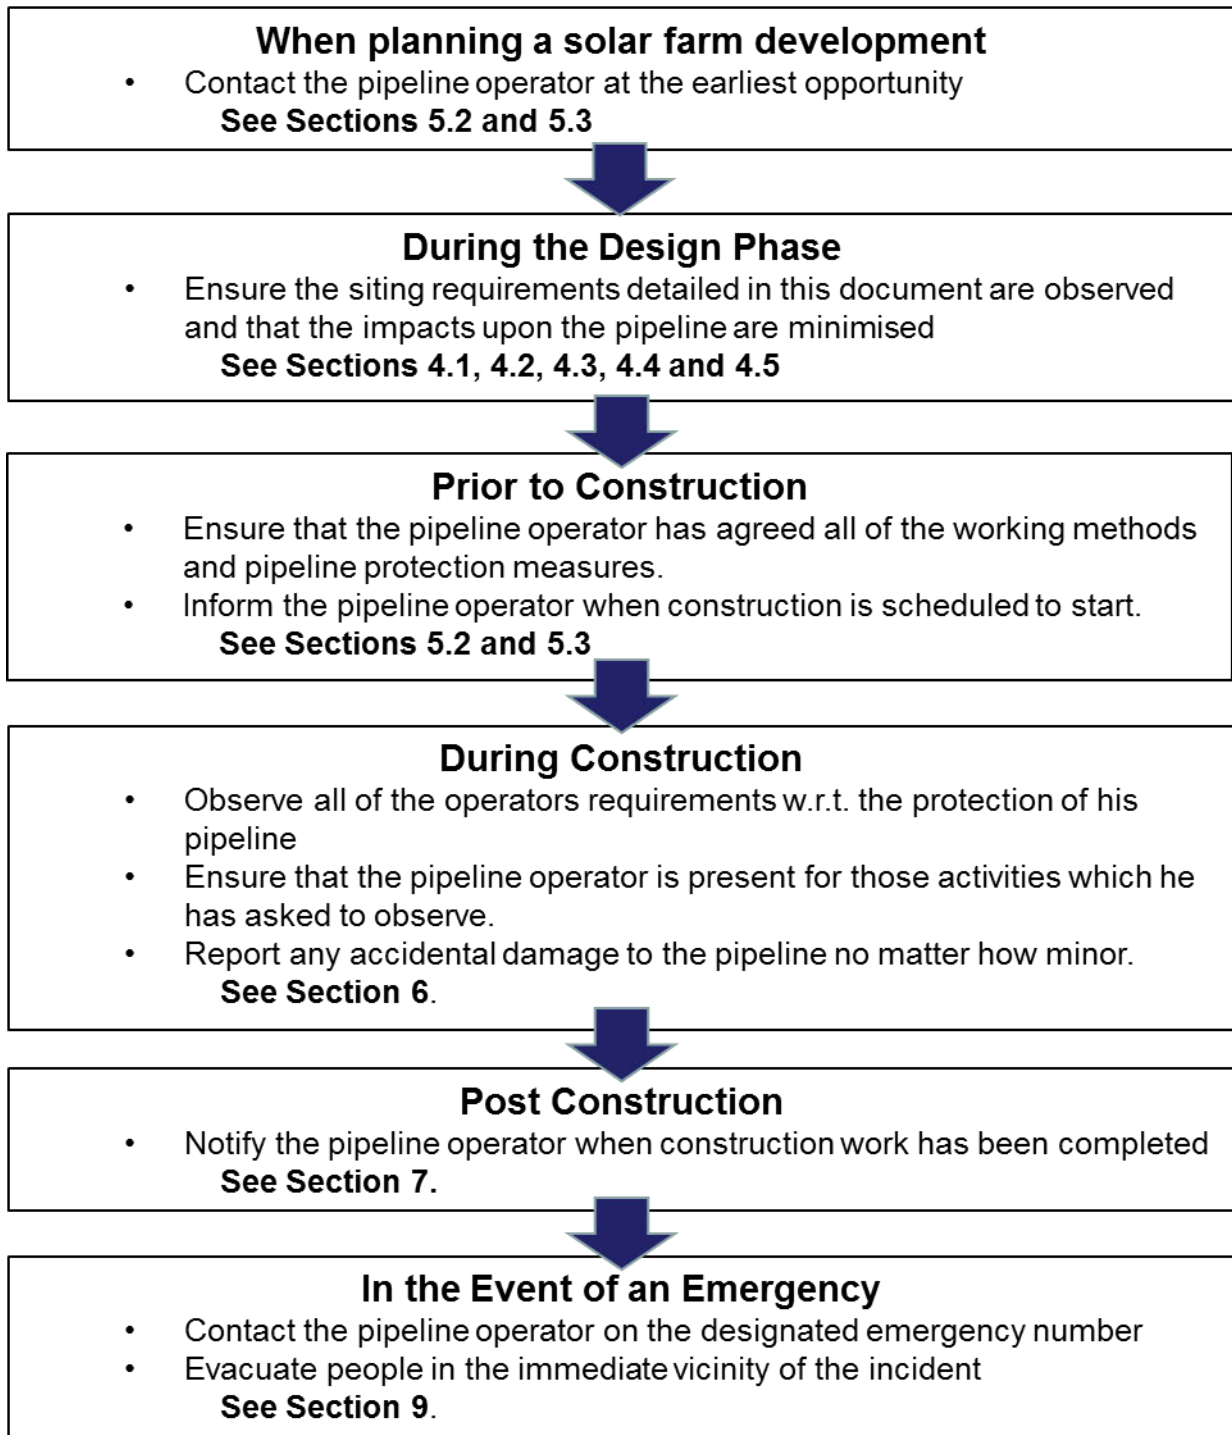 When planning a solar farm development
• Contact the pipeline operator at the earliest opportunity
See Sections 5.2 and 5.3
During the Design Phase
• Ensure the siting requirements detailed in this document are observed
and that the impacts upon the pipeline are minimised
See Sections 4.1, 4.2, 4.3, 4.4 and 4.5
Prior to Construction
• Ensure that the pipeline operator has agreed all of the working methods
and pipeline protection measures.
• Inform the pipeline operator when construction is scheduled to start.
See Sections 5.2 and 5.3
During Construction
• Observe all of the operators requirements w.r.t. the protection of his
pipeline
• Ensure that the pipeline operator is present for those activities which he
has asked to observe.
• Report any accidental damage to the pipeline no matter how minor.
See Section 6.
Post Construction
• Notify the pipeline operator when construction work has been completed
See Section 7.
In the Event of an Emergency
• Contact the pipeline operator on the designated emergency number
• Evacuate people in the immediate vicinity of the incident
See Section 9.